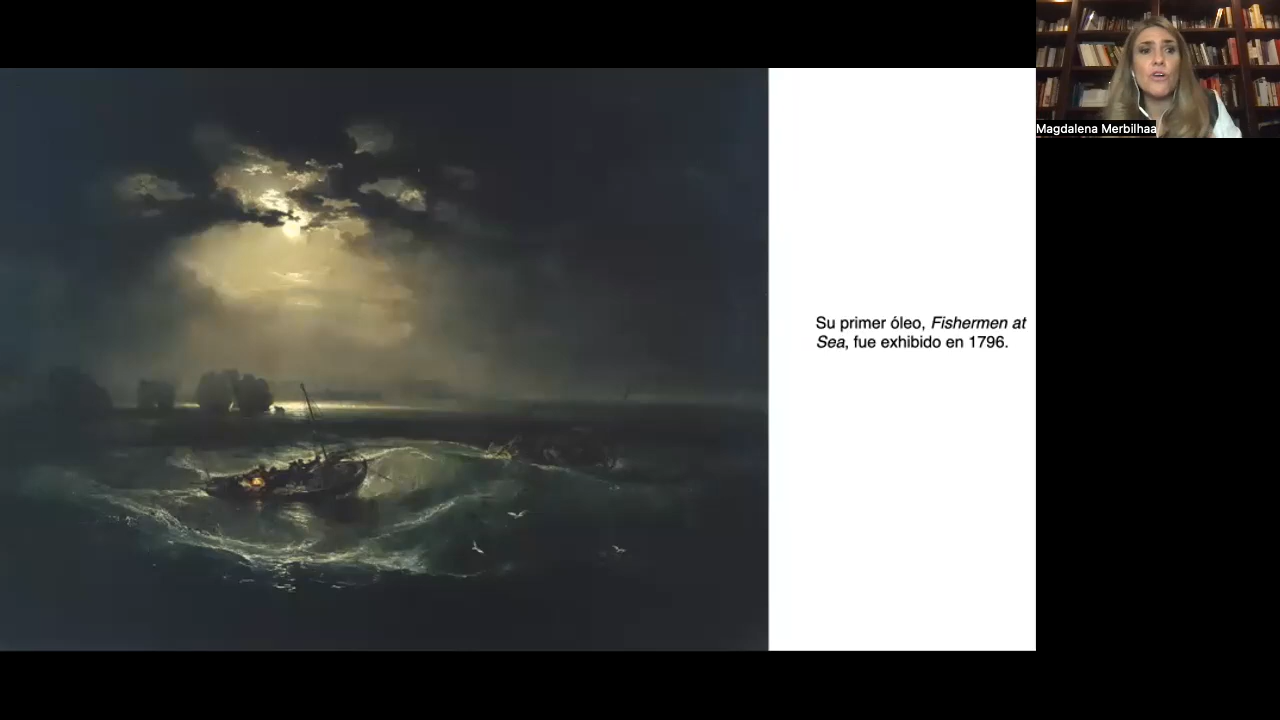 Magdalena Merbilhaa
Su primer óleo, Fishermen at
Sea, fue exhibido en 1796.